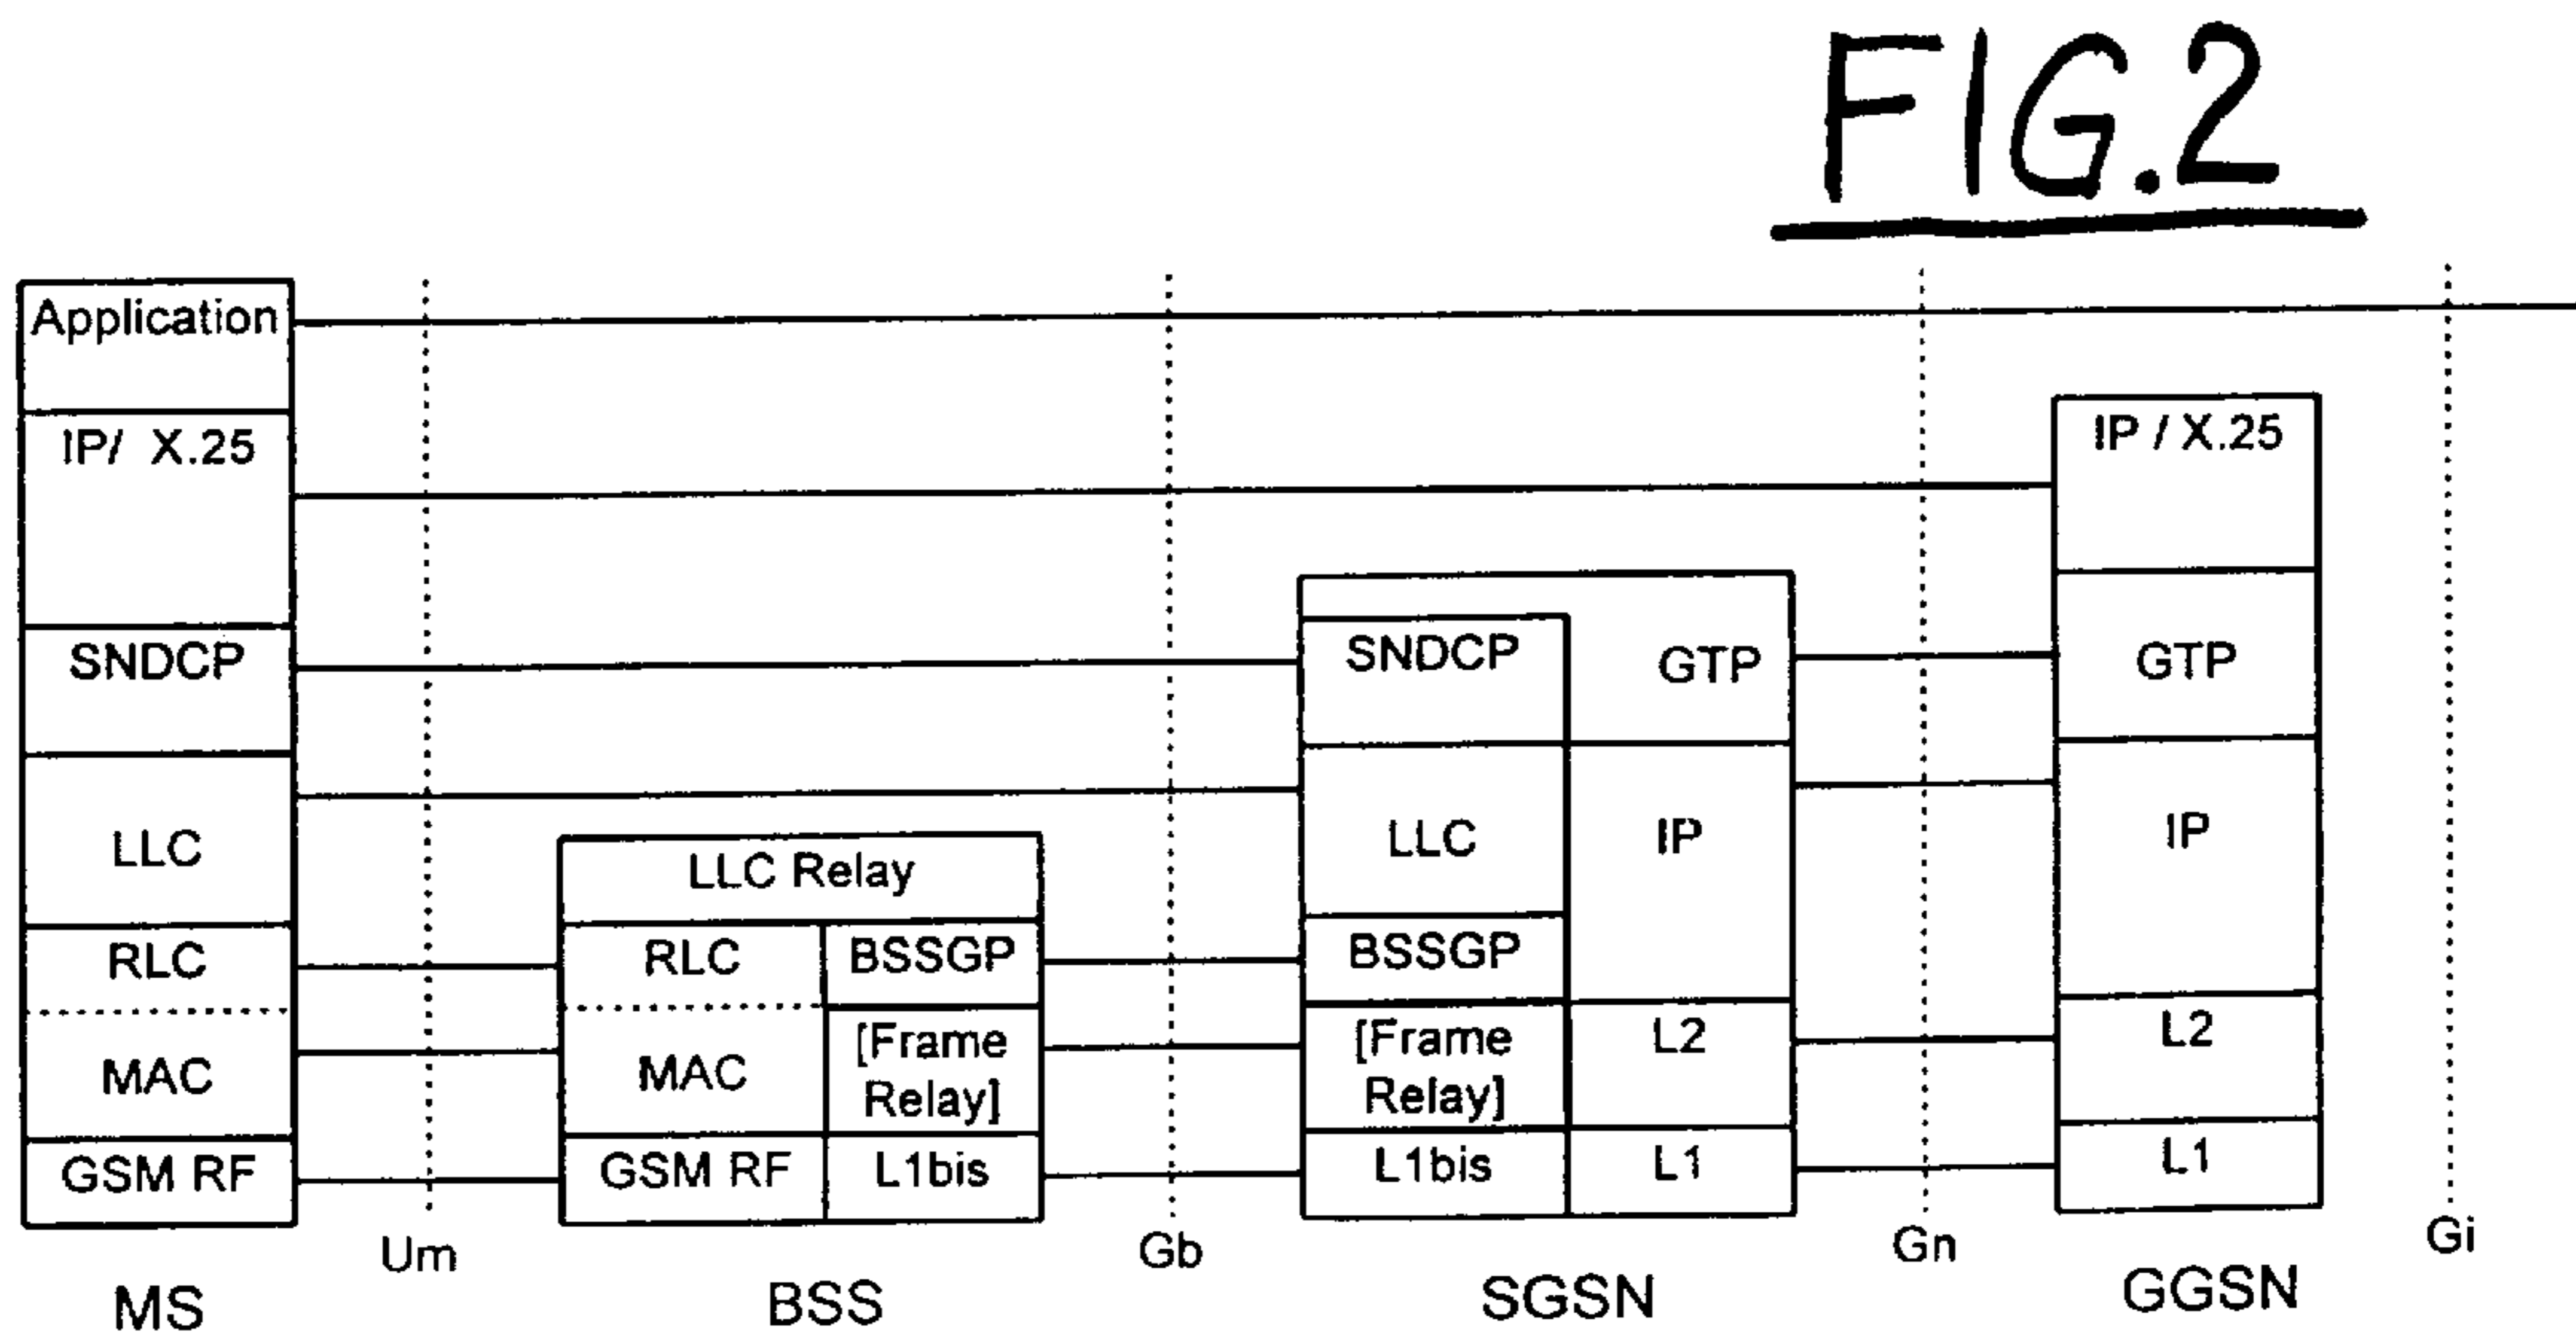 FIG.2
Application
IP/ X.25
IP / X.25
SNDCP
SNDCP
GTP
GTP
LLC
LLC
IP
IP
LLC Relay
RLC
RLC
BSSGP
BSSGP
MAC
MAC
[Frame
Relay]
[Frame
Relay]
L2
L2
GSM RF
GSM RF
L1bis
L1bis
L1
L1
Um
Gb
Gn
Gi
MS
BSS
SGSN
GGSN